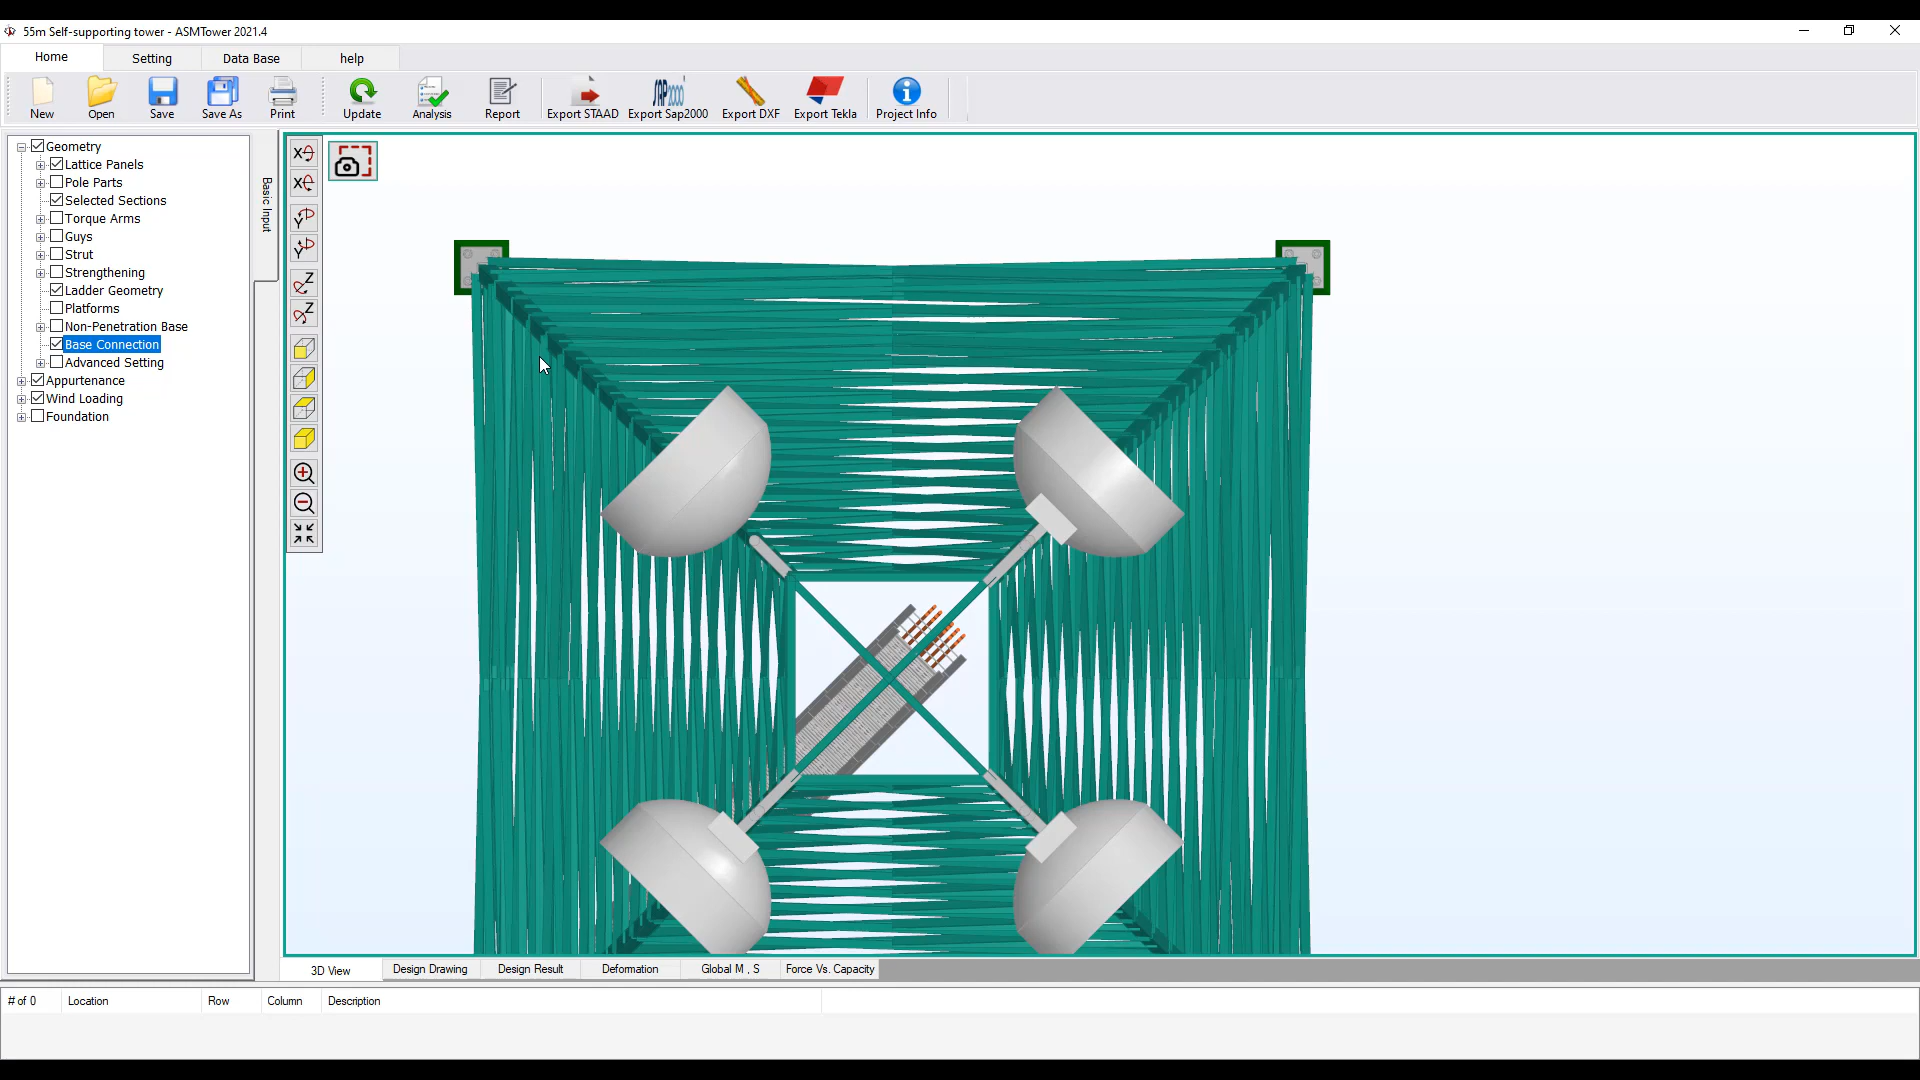 55m Self-supporting tower - ASMTower 2021.4
Home Setting Data Base help
New Open Save Save As Print Update Analysis Report Export STAAD Export Sap2000 Export DXF Export Tekla Project Info
SAP2000
X
X
Y
Y
Z
Z
Geometry
Lattice Panels
Pole Parts
Selected Sections
Torque Arms
Guys
Strut
Strengthening
Ladder Geometry
Platforms
Non-Penetration Base
Base Connection
Advanced Setting
Appurtenance
Wind Loading
Foundation
Basic Input
3D View Design Drawing Design Result Deformation Global M , S Force Vs. Capacity
# of 0 Location Row Column Description